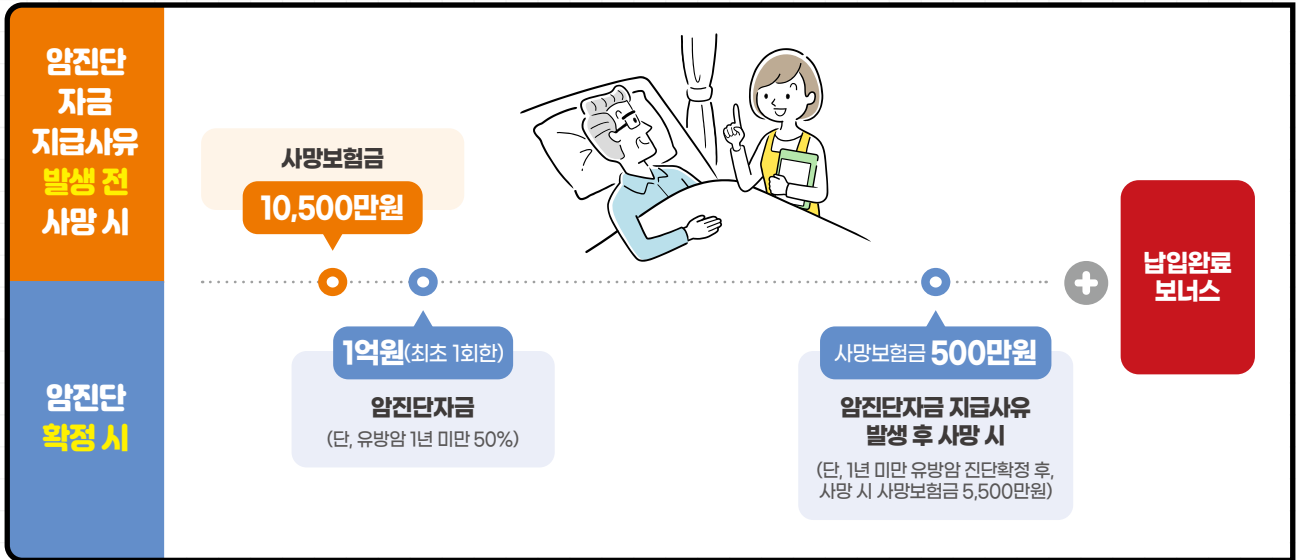 암진단
자금
지급사유
발생 전
사망 시
사망보험금
10,500만원
납입완료
보너스
암진단
확정 시
1억원(최초 1회한)
암진단자금
(단, 유방암 1년 미만 50%)
사망보험금 500만원
암진단자금 지급사유
발생 후 사망 시
(단, 1년 미만 유방암 진단확정 후,
사망 시 사망보험금 5,500만원)